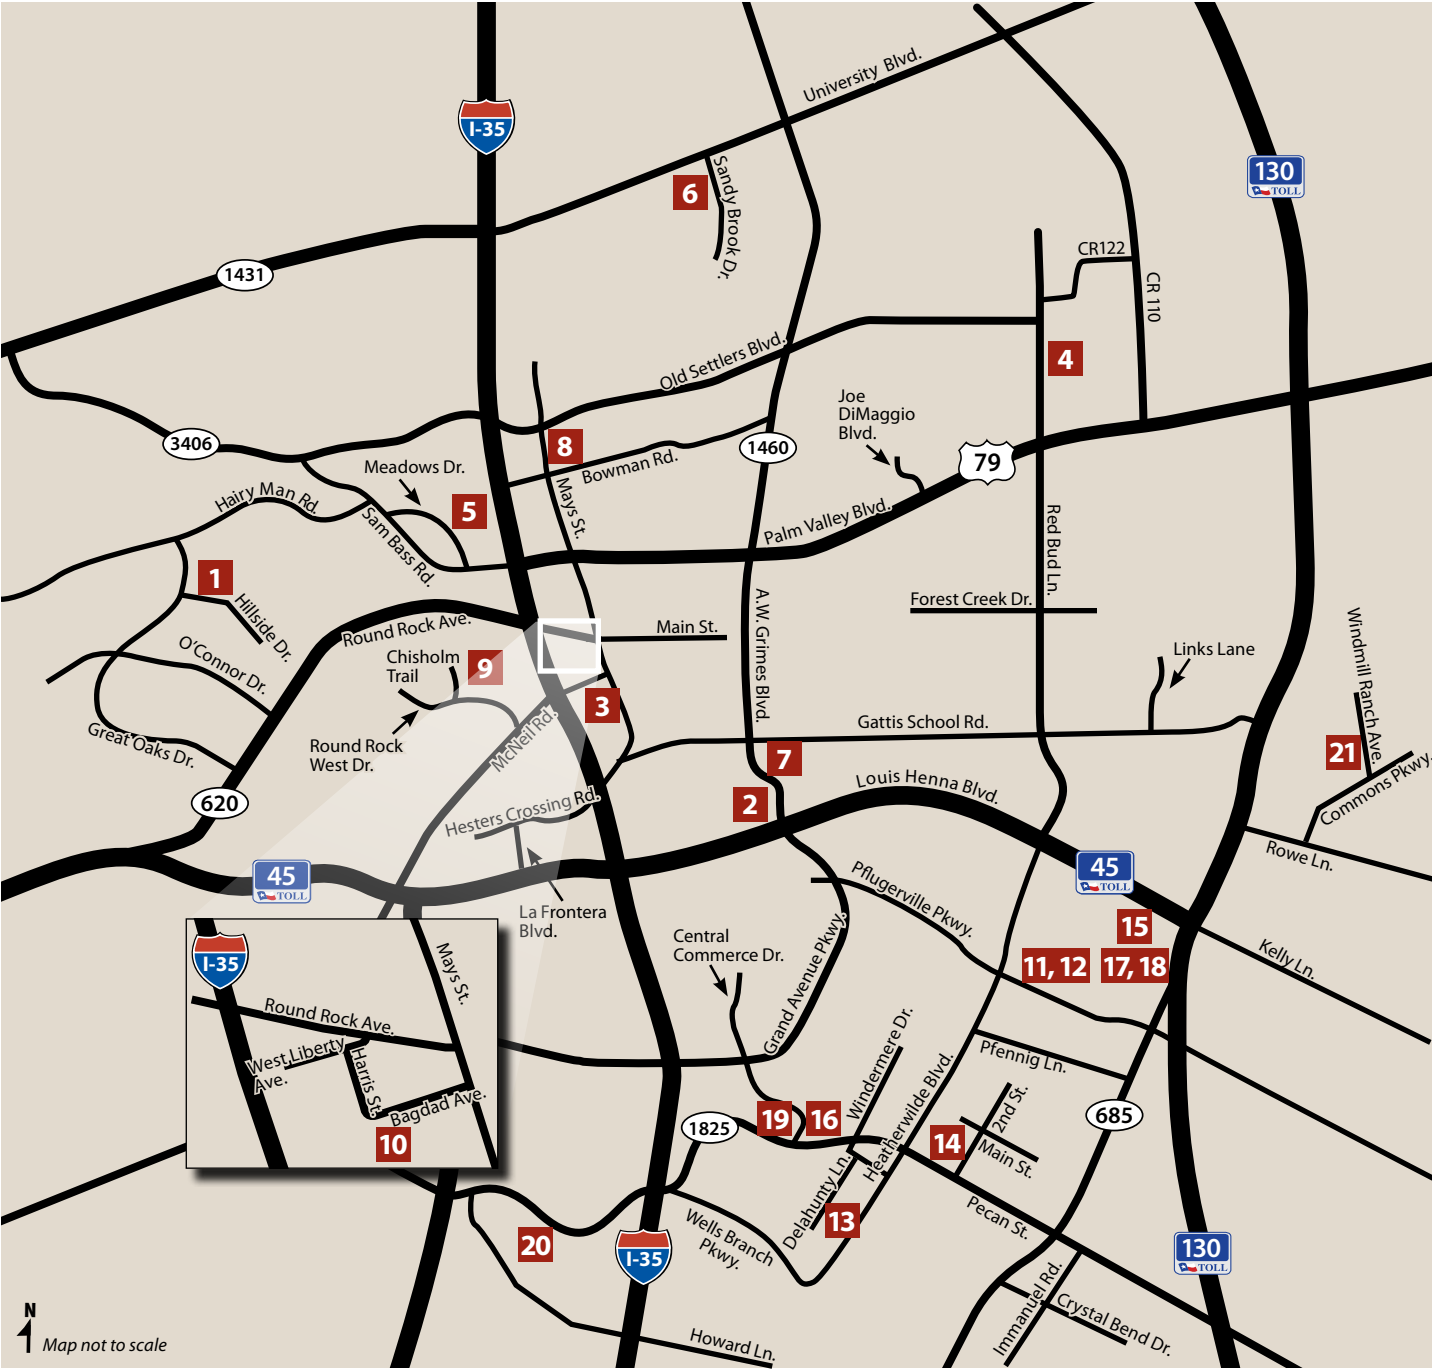 University Blvd.
I-35
130
TOLL
6
Sandy Brook Dr.
CR122
1431
CR 110
Old Settlers Blvd.
4
Joe
DiMaggio
Blvd.
3406
8
1460
79
Meadows Dr.
Bowman Rd.
Hairy Man Rd.
5
Mays St.
Sam Bass Rd.
Palm Valley Blvd.
Red Bud Ln.
1
Hillside Dr.
A.W. Grimes Blvd.
Forest Creek Dr.
Windmill Ranch Ave.
Round Rock Ave.
Main St.
O'Connor Dr.
Chisholm
Trail
9
Links Lane
3
Great Oaks Dr.
Round Rock
West Dr.
McNeil Rd.
Gattis School Rd.
7
21
Commons Pkwy.
620
Hesters Crossing Rd.
2
Louis Henna Blvd.
Rowe Ln.
45
TOLL
45
TOLL
La Frontera
Blvd.
Pflugerville Pkwy.
15
Central
Commerce Dr.
Grand Avenue Pkwy.
11, 12
17, 18
Kelly Ln.
I-35
Mays St.
Round Rock Ave.
West Liberty
Ave.
Harris St.
Bagdad Ave.
10
Windermere Dr.
Pfennig Ln.
Heatherwilde Blvd.
2nd St.
685
1825
19
16
14
Main St.
Delahunty Ln.
13
Pecan St.
Wells Branch
Pkwy.
20
I-35
130
TOLL
Immanuel Rd.
Crystal Bend Dr.
Howard Ln.
N
Map not to scale